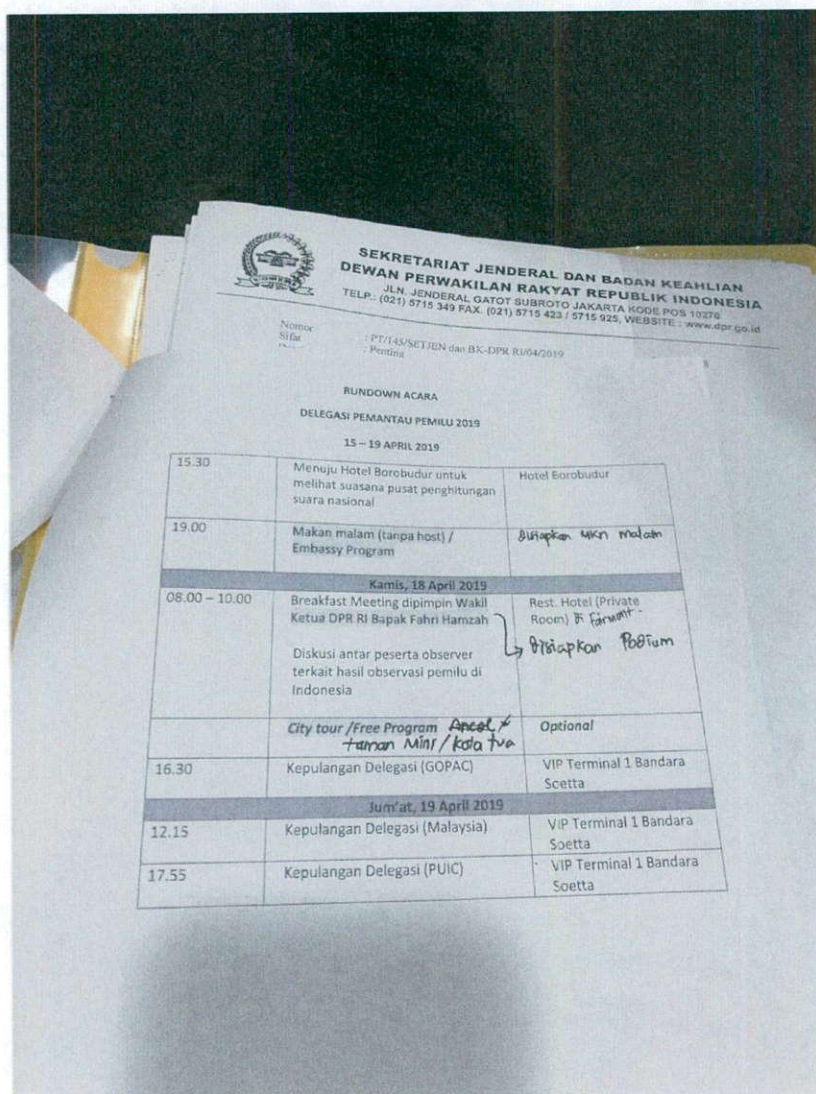 SEKRETARIAT JENDERAL DAN BADAN KEAHLIAN
DEWAN PERWAKILAN RAKYAT REPUBLIK INDONESIA
JLN. JENDERAL GATOT SUBROTO JAKARTA KODE POS 10270
TELP.: (021) 5715 349 FAX. (021) 5715 423 / 5715 925, WEBSITE : www.dpr.go.id
Nomor : PT/145/SETJEN dan BK-DPR RI/04/2019
Sifat : Penting
RUNDOWN ACARA
DELEGASI PEMANTAU PEMILU 2019
15 – 19 APRIL 2019
15.30 Menuju Hotel Borobudur untuk Hotel Borobudur
melihat suasana pusat penghitungan
suara nasional
19.00 Makan malam (tanpa host) / disiapkan mkn malam
Embassy Program
Kamis, 18 April 2019
08.00 – 10.00 Breakfast Meeting dipimpin Wakil Rest. Hotel (Private
Ketua DPR RI Bapak Fahri Hamzah Room) di Fairmont
Disiapkan Podium
Diskusi antar peserta observer
terkait hasil observasi pemilu di
Indonesia
City tour /Free Program Ancol / Optional
taman Mini / kota tua
16.30 Kepulangan Delegasi (GOPAC) VIP Terminal 1 Bandara
Soetta
Jum'at, 19 April 2019
12.15 Kepulangan Delegasi (Malaysia) VIP Terminal 1 Bandara
Soetta
17.55 Kepulangan Delegasi (PUIC) VIP Terminal 1 Bandara
Soetta